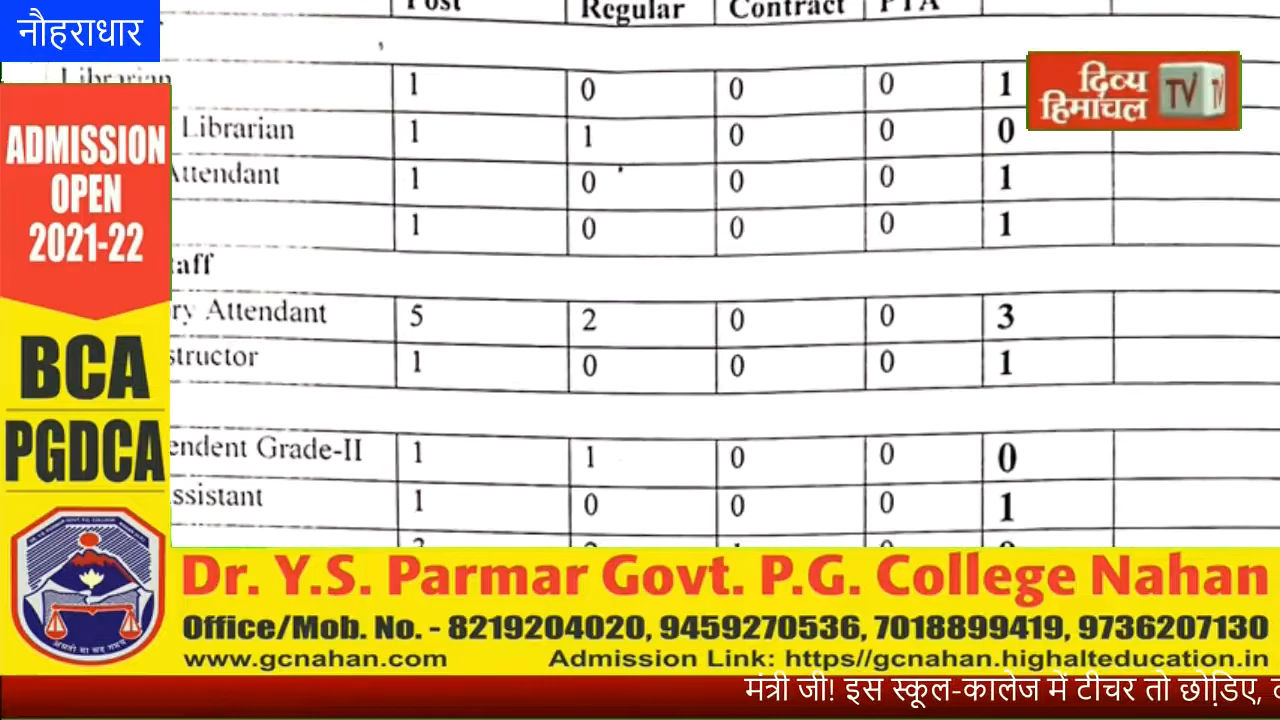 नौहराधार
Post Regular Contract PTA
Librarian 1 0 0 0 1
दिव्य
हिमाचल
TV
Librarian 1 1 0 0 0
Attendant 1 0 0 0 1
1 0 0 0 1
taff
ry Attendant 5 2 0 0 3
structor 1 0 0 0 1
endent Grade-II 1 1 0 0 0
ssistant 1 0 0 0 1
ADMISSION
OPEN
2021-22
BCA
PGDCA
Dr. Y.S. Parmar Govt. P.G. College Nahan
Office/Mob. No. - 8219204020, 9459270536, 7018899419, 9736207130
www.gcnahan.com Admission Link: https//gcnahan.highalteducation.in
मंत्री जी! इस स्कूल-कालेज में टीचर तो छोड़िए,